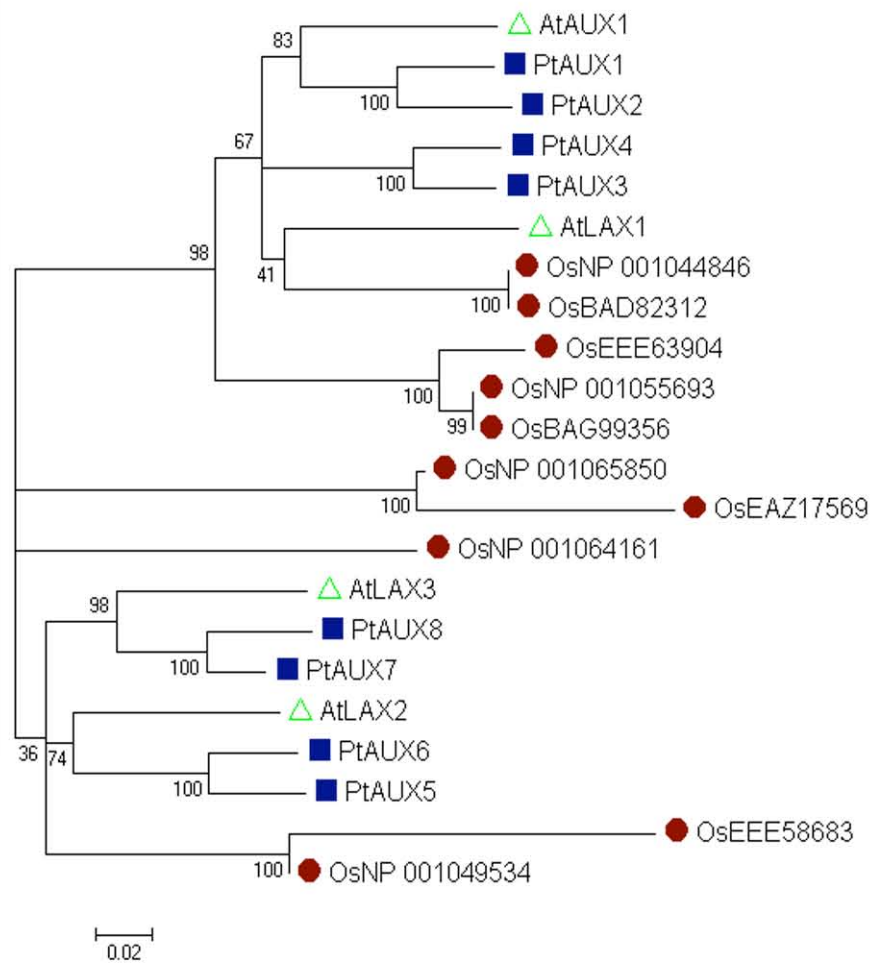 83
AtAUX1
PtAUX1
100
PtAUX2
67
PtAUX4
100
PtAUX3
98
AtLAX1
41
OsNP 001044846
100
OsBAD82312
OsEEE63904
100
OsNP 001055693
99
OsBAG99356
OsNP 001065850
100
OsEAZ17569
OsNP 001064161
98
AtLAX3
PtAUX8
100
PtAUX7
AtLAX2
36
74
PtAUX6
100
PtAUX5
OsEEE58683
100
OsNP 001049534
0.02